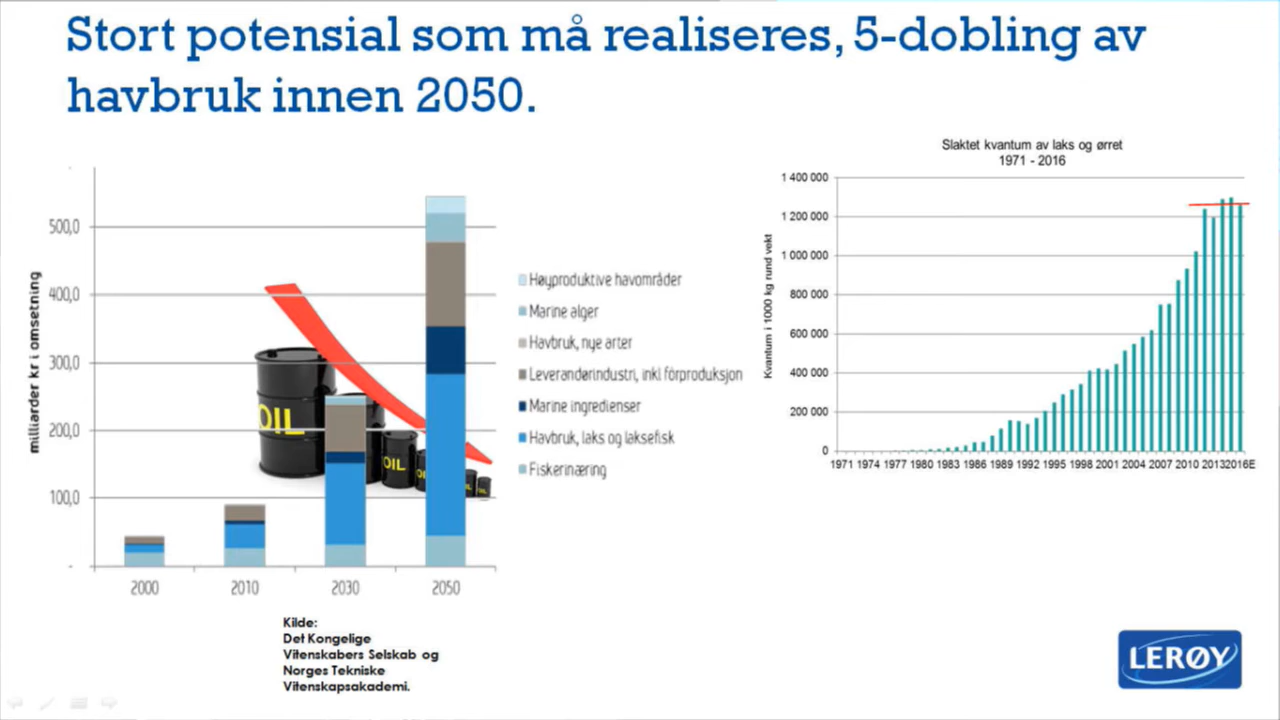 Stort potensial som må realiseres, 5-dobling av
havbruk innen 2050.
milliarder kr i omsetning
500,0
400,0
300,0
200,0
100,0
-
2000
2010
2030
2050
OIL
OIL
Høyproduktive havområder
Marine alger
Havbruk, nye arter
Leverandørindustri, inkl fôrproduksjon
Marine ingredienser
Havbruk, laks og laksefisk
Fiskerinæring
Slaktet kvantum av laks og ørret
1971 - 2016
Kvantum i 1000 kg rund vekt
1 400 000
1 200 000
1 000 000
800 000
600 000
400 000
200 000
0
1971 1974 1977 1980 1983 1986 1989 1992 1995 1998 2001 2004 2007 2010 2013 2016E
Kilde:
Det Kongelige
Vitenskabers Selskab og
Norges Tekniske
Vitenskapsakademi.
LERØY